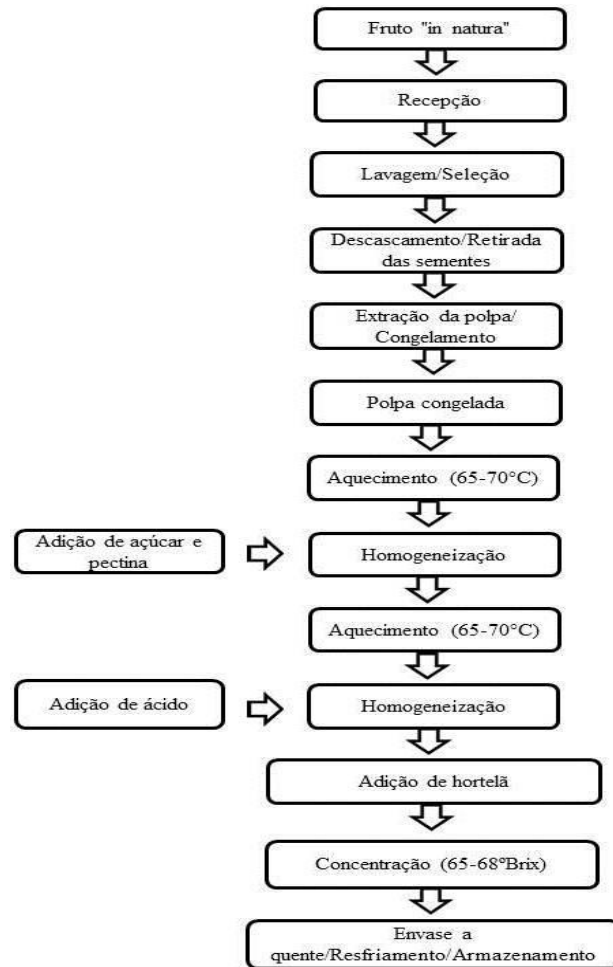 Fruto "in natura"
Recepção
Lavagem/Seleção
Descascamento/Retirada
das sementes
Extração da polpa/
Congelamento
Polpa congelada
Aquecimento (65-70°C)
Adição de açúcar e
pectina
Homogeneização
Aquecimento (65-70°C)
Adição de ácido
Homogeneização
Adição de hortelã
Concentração (65-68ºBrix)
Envase a
quente/Resfriamento/Armazenamento